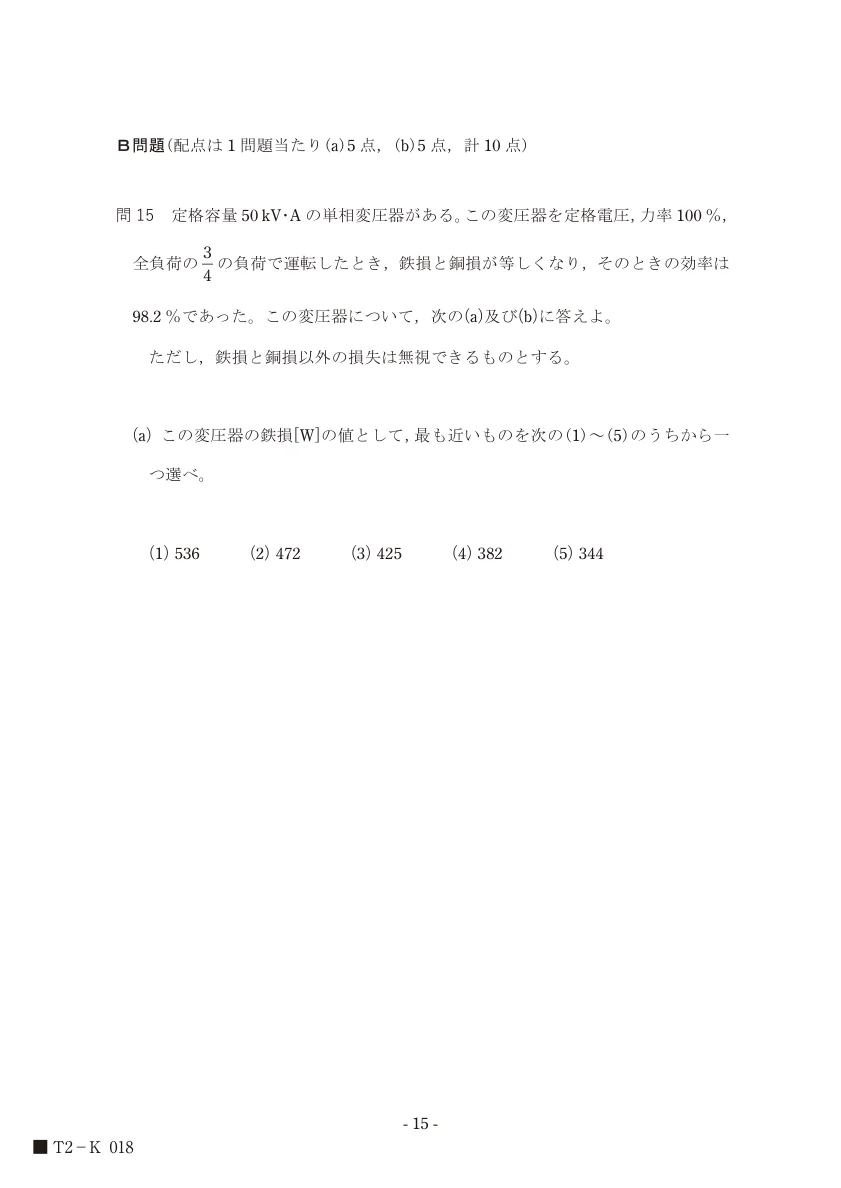 B問題(配点は1問題当たり(a)5点，(b)5点，計10点)
問15　定格容量50 kV･Aの単相変圧器がある。この変圧器を定格電圧，力率100 %，
全負荷の3/4の負荷で運転したとき，鉄損と銅損が等しくなり，そのときの効率は
98.2 %であった。この変圧器について，次の(a)及び(b)に答えよ。
ただし，鉄損と銅損以外の損失は無視できるものとする。
(a) この変圧器の鉄損[W]の値として，最も近いものを次の(1)～(5)のうちから一
つ選べ。
(1) 536　(2) 472　(3) 425　(4) 382　(5) 344
- 15 -
■ T2－K 018